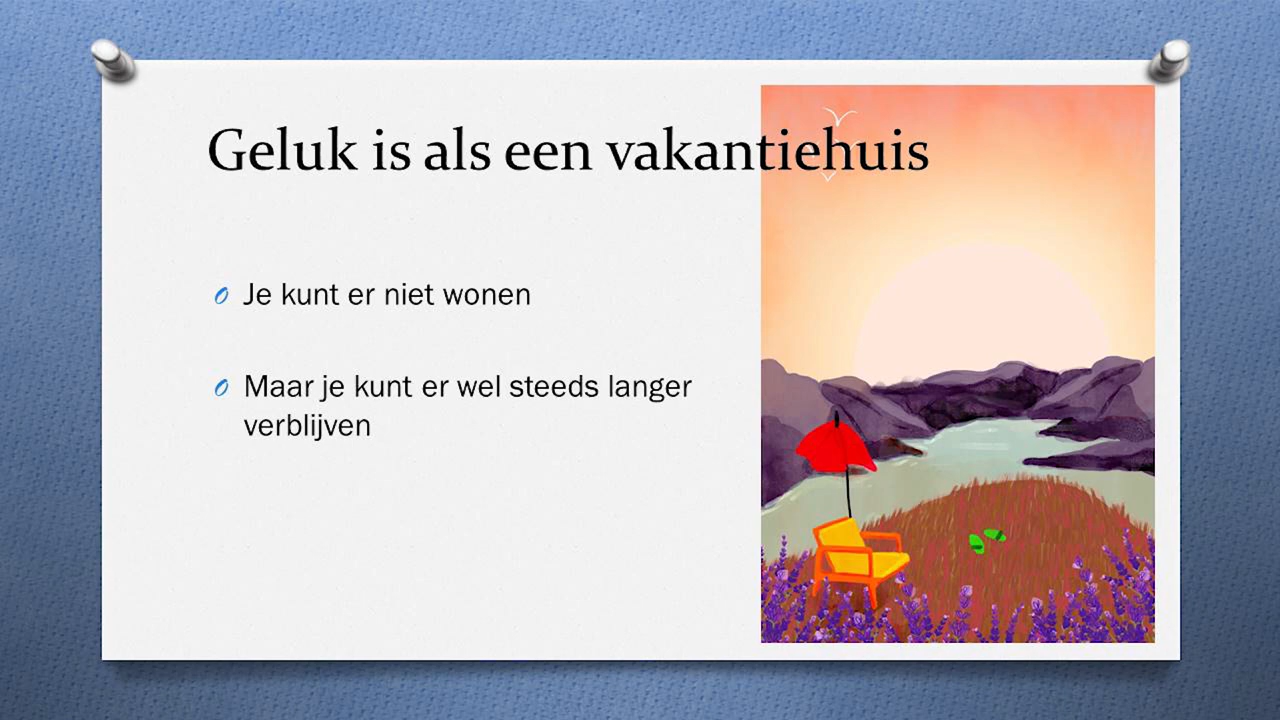 Geluk is als een vakantiehuis
Je kunt er niet wonen
Maar je kunt er wel steeds langer
verblijven